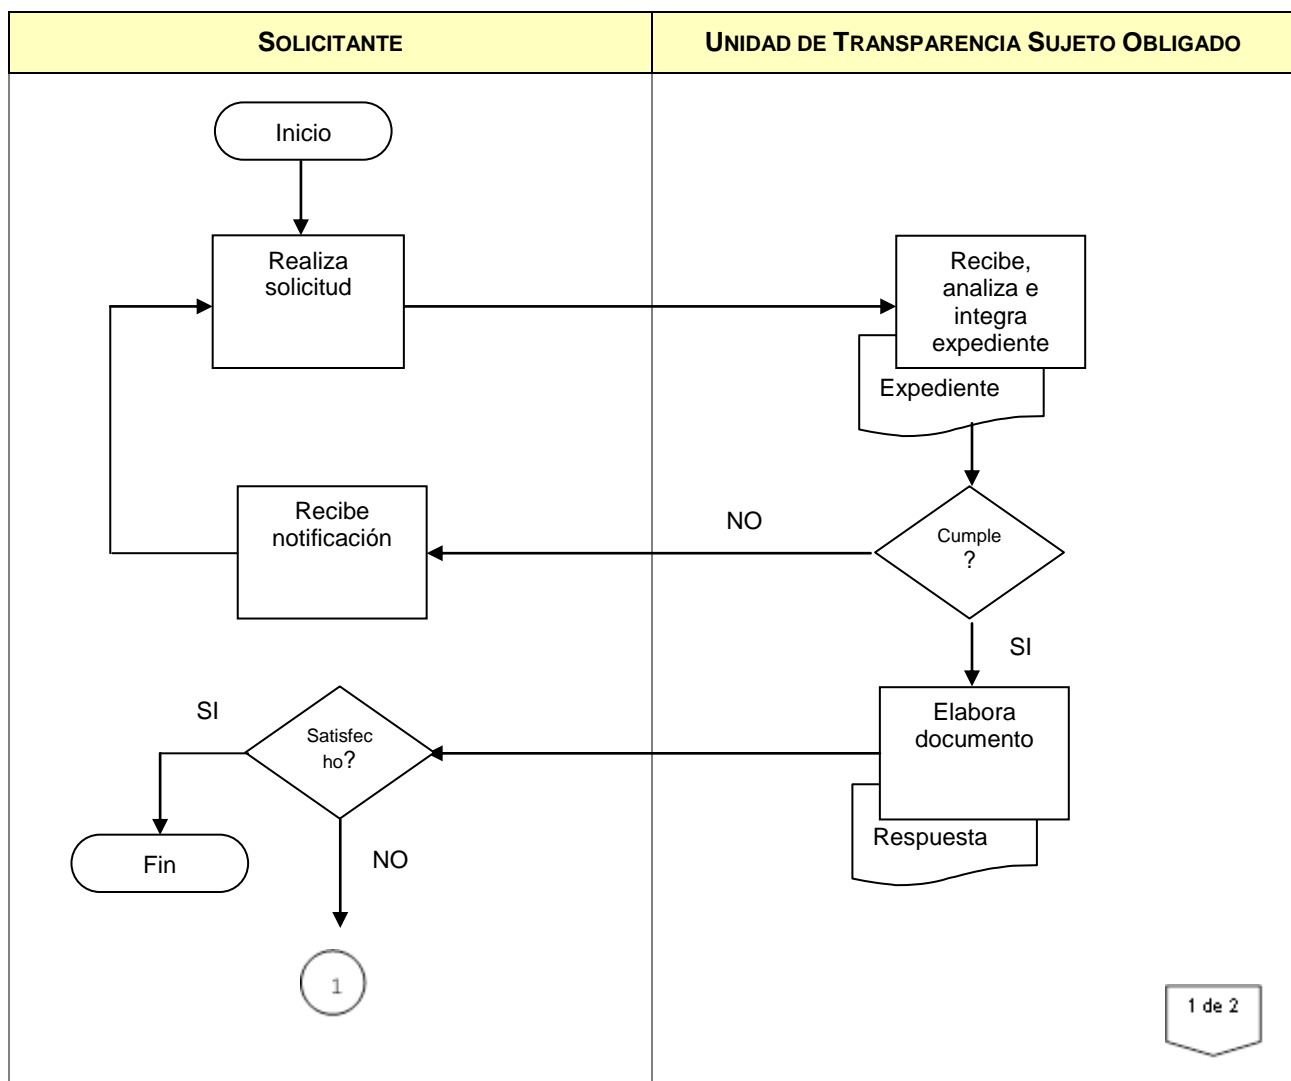 SOLICITANTE
UNIDAD DE TRANSPARENCIA SUJETO OBLIGADO
Inicio
Realiza
solicitud
Recibe,
analiza e
integra
expediente
Expediente
Recibe
notificación
NO
Cumple
?
SI
SI
Satisfec
ho?
Elabora
documento
Respuesta
Fin
NO
1
1 de 2